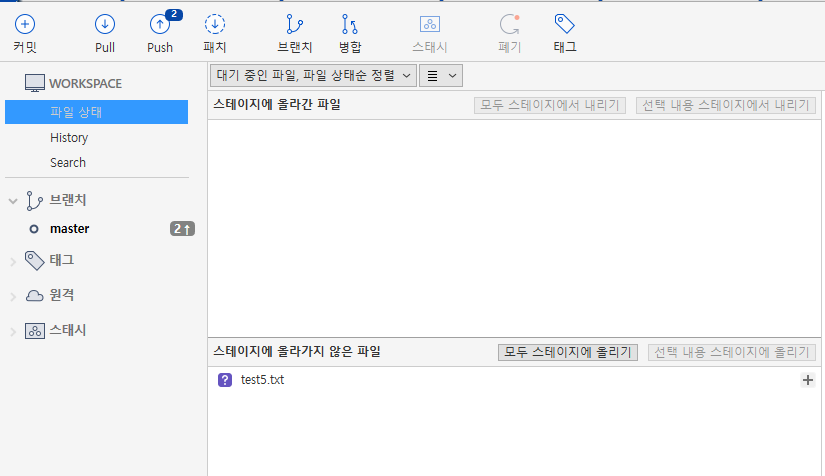 2
커밋 Pull Push 패치 브랜치 병합 스태시 폐기 태그
WORKSPACE
파일 상태
History
Search
브랜치
master 2↑
태그
원격
스태시
대기 중인 파일, 파일 상태순 정렬
스테이지에 올라간 파일 모두 스테이지에서 내리기 선택 내용 스테이지에서 내리기
스테이지에 올라가지 않은 파일 모두 스테이지에 올리기 선택 내용 스테이지에 올리기
? test5.txt +